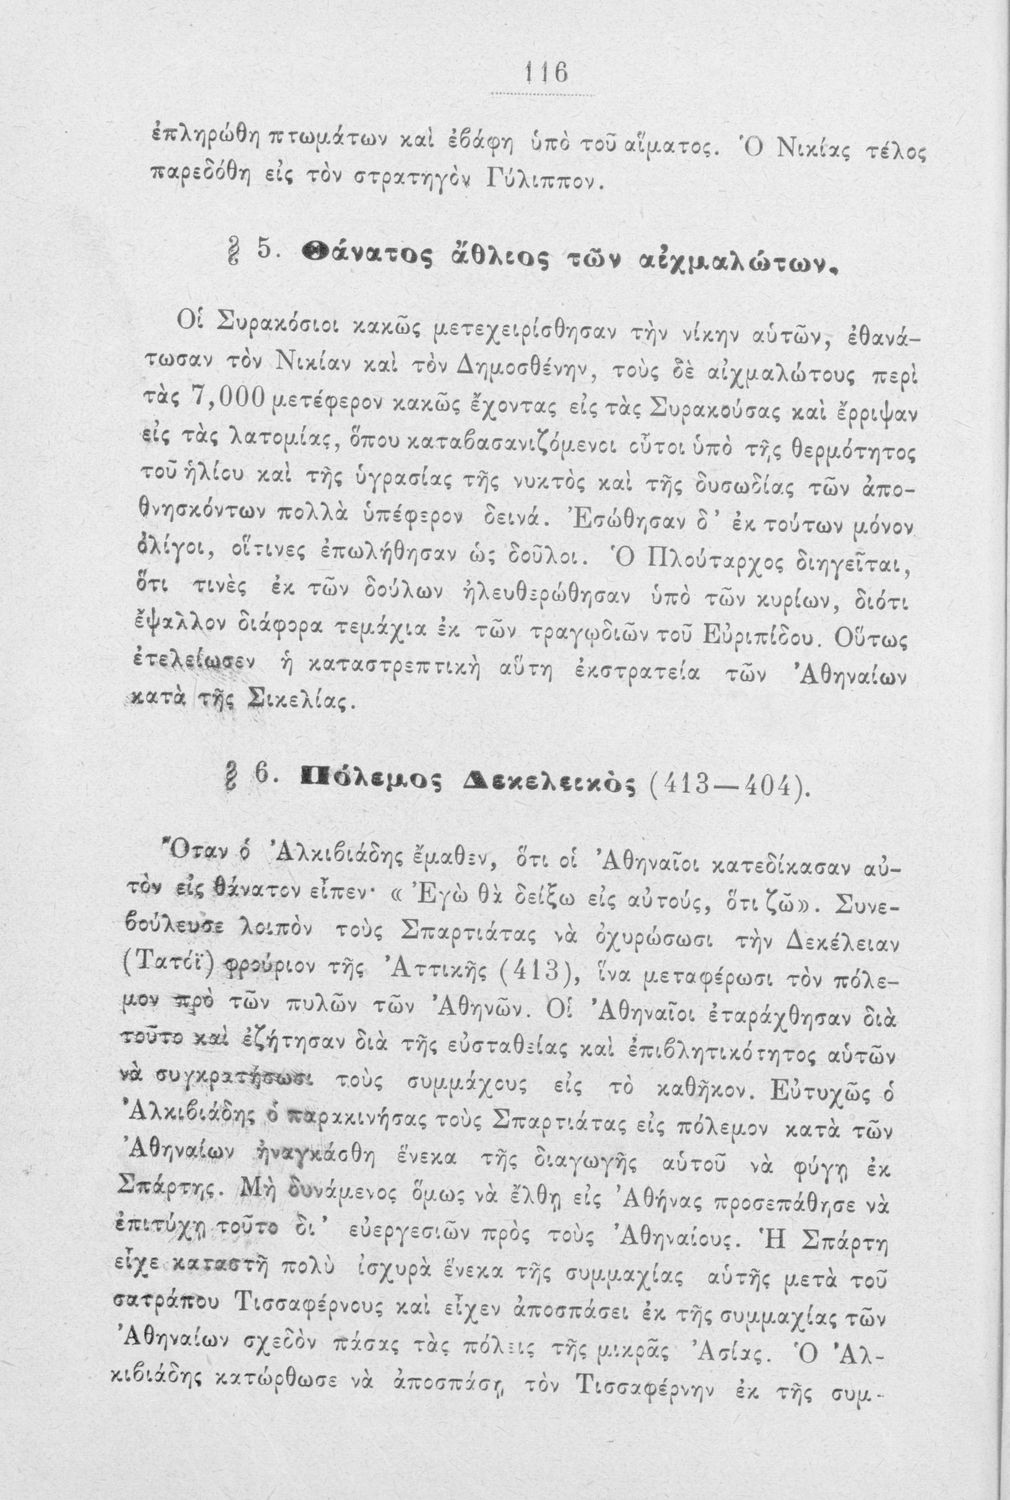 116
ἐπληρώθη πτωμάτων καὶ ἐβάφη ὑπὸ τοῦ αἵματος. Ὁ Νικίας τέλος
παρεδόθη εἰς τὸν στρατηγὸν Γύλιππον.
§ 5. Θάνατος ἄθλιος τῶν αἰχμαλώτων.
Οἱ Συρακόσιοι κακῶς μετεχειρίσθησαν τὴν νίκην αὑτῶν, ἐθανά-
τωσαν τὸν Νικίαν καὶ τὸν Δημοσθένην, τοὺς δὲ αἰχμαλώτους περὶ
τὰς 7,000 μετέφερον κακῶς ἔχοντας εἰς τὰς Συρακούσας καὶ ἔρριψαν
εἰς τὰς λατομίας, ὅπου καταβασανιζόμενοι οὗτοι ὑπὸ τῆς θερμότητος
τοῦ ἡλίου καὶ τῆς ὑγρασίας τῆς νυκτὸς καὶ τῆς δυσωδίας τῶν ἀπο-
θνησκόντων πολλὰ ὑπέφερον δεινά. Ἐσώθησαν δ’ ἐκ τούτων μόνον
ὀλίγοι, οἵτινες ἐπωλήθησαν ὡς δοῦλοι. Ὁ Πλούταρχος διηγεῖται,
ὅτι τινὲς ἐκ τῶν δούλων ἠλευθερώθησαν ὑπὸ τῶν κυρίων, διότι
ἔψαλλον διάφορα τεμάχια ἐκ τῶν τραγῳδιῶν τοῦ Εὐριπίδου. Οὕτως
ἐτελείωσεν ἡ καταστρεπτικὴ αὕτη ἐκστρατεία τῶν Ἀθηναίων
κατὰ τῆς Σικελίας.
§ 6. Πόλεμος Δεκελεικὸς (413—404).
Ὅταν ὁ Ἀλκιβιάδης ἔμαθεν, ὅτι οἱ Ἀθηναῖοι κατεδίκασαν αὐ-
τὸν εἰς θάνατον εἶπεν· « Ἐγὼ θὰ δείξω εἰς αὐτούς, ὅτι ζῶ». Συνε-
βούλευσε λοιπὸν τοὺς Σπαρτιάτας νὰ ὀχυρώσωσι τὴν Δεκέλειαν
(Τατόϊ) φρούριον τῆς Ἀττικῆς (413), ἵνα μεταφέρωσι τὸν πόλε-
μον πρὸ τῶν πυλῶν τῶν Ἀθηνῶν. Οἱ Ἀθηναῖοι ἐταράχθησαν διὰ
τοῦτο καὶ ἐζήτησαν διὰ τῆς εὐσταθείας καὶ ἐπιβλητικότητος αὑτῶν
νὰ συγκρατήσωσι τοὺς συμμάχους εἰς τὸ καθῆκον. Εὐτυχῶς ὁ
Ἀλκιβιάδης ὁ παρακινήσας τοὺς Σπαρτιάτας εἰς πόλεμον κατὰ τῶν
Ἀθηναίων ἠναγκάσθη ἕνεκα τῆς διαγωγῆς αὑτοῦ νὰ φύγῃ ἐκ
Σπάρτης. Μὴ δυνάμενος ὅμως νὰ ἔλθῃ εἰς Ἀθήνας προσεπάθησε νὰ
ἐπιτύχῃ τοῦτο δι’ εὐεργεσιῶν πρὸς τοὺς Ἀθηναίους. Ἡ Σπάρτη
εἶχε καταστῆ πολὺ ἰσχυρὰ ἕνεκα τῆς συμμαχίας αὑτῆς μετὰ τοῦ
σατράπου Τισσαφέρνους καὶ εἶχεν ἀποσπάσει ἐκ τῆς συμμαχίας τῶν
Ἀθηναίων σχεδὸν πάσας τὰς πόλεις τῆς μικρᾶς Ἀσίας. Ὁ Ἀλ-
κιβιάδης κατώρθωσε νὰ ἀποσπάσῃ τὸν Τισσαφέρνην ἐκ τῆς συμ-